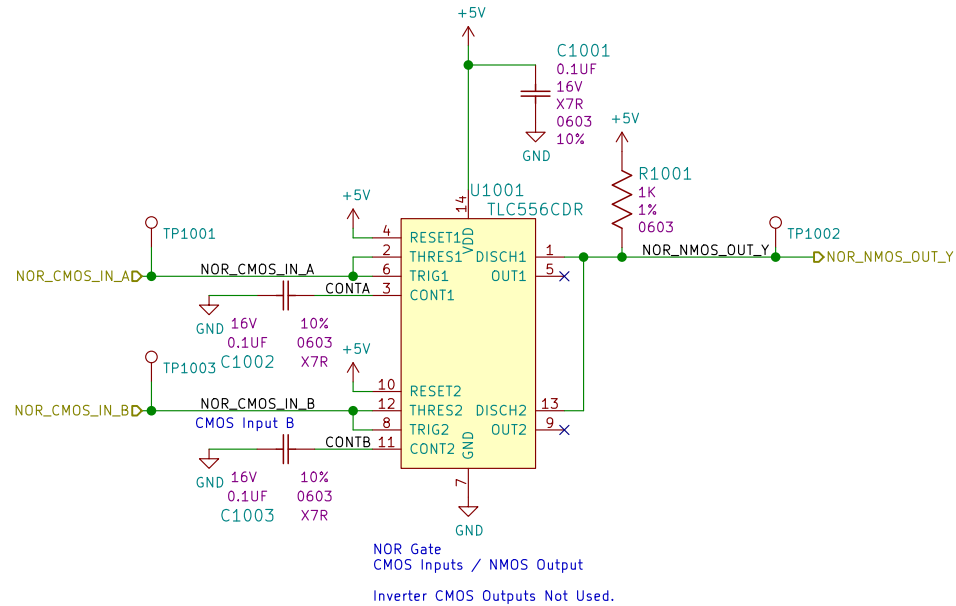 +5V
C1001
0.1UF
16V
X7R
0603
10%
GND
+5V
R1001
1K
1%
0603
U1001
TLC556CDR
14
VDD
+5V
4
RESET1
TP1001
2
THRES1
DISCH1
1
NOR_NMOS_OUT_Y
TP1002
NOR_NMOS_OUT_Y
NOR_CMOS_IN_A
NOR_CMOS_IN_A
6
TRIG1
OUT1
5
CONTA
3
CONT1
GND
16V
10%
0.1UF
0603
C1002
X7R
+5V
TP1003
10
RESET2
NOR_CMOS_IN_B
NOR_CMOS_IN_B
12
THRES2
DISCH2
13
CMOS Input B
8
TRIG2
OUT2
9
CONTB
11
CONT2
GND
GND
16V
10%
0.1UF
0603
C1003
X7R
7
GND
NOR Gate
CMOS Inputs / NMOS Output
Inverter CMOS Outputs Not Used.